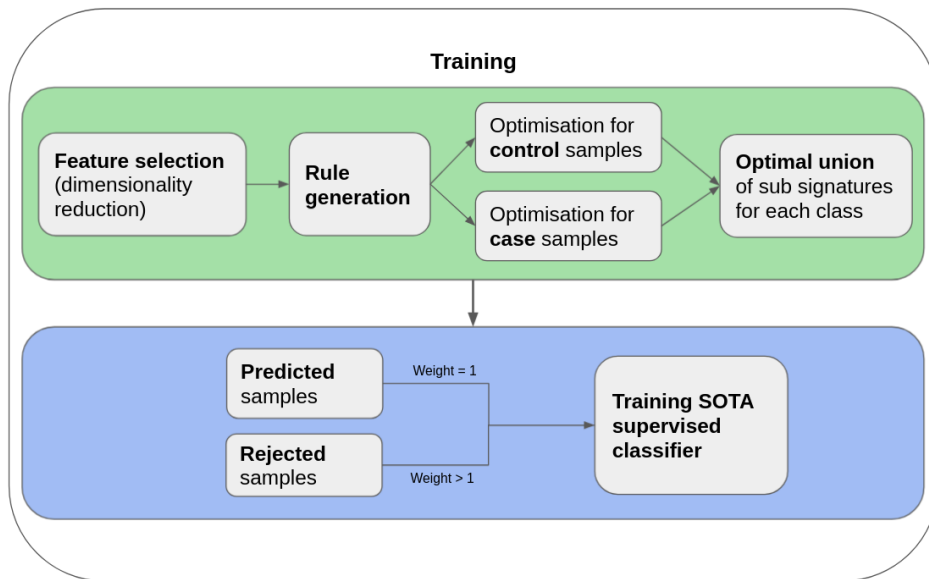 Training
Feature selection
(dimensionality
reduction)
Rule
generation
Optimisation for
control samples
Optimisation for
case samples
Optimal union
of sub signatures
for each class
Predicted
samples
Weight = 1
Rejected
samples
Weight > 1
Training SOTA
supervised
classifier